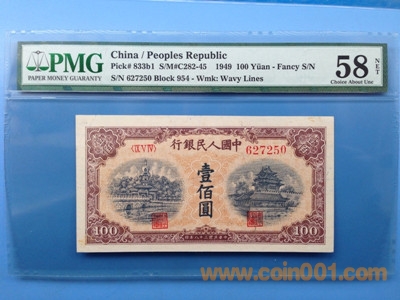 PMG
PAPER MONEY GUARANTY
China / Peoples Republic
Pick# 833b1 S/M#C282-45 1949 100 Yüan - Fancy S/N
S/N 627250 Block 954 - Wmk: Wavy Lines
58 NET
Choice About Unc
行銀民人國中
(IXVIV)
627250
壹佰圓
100
100
www.coin001.com